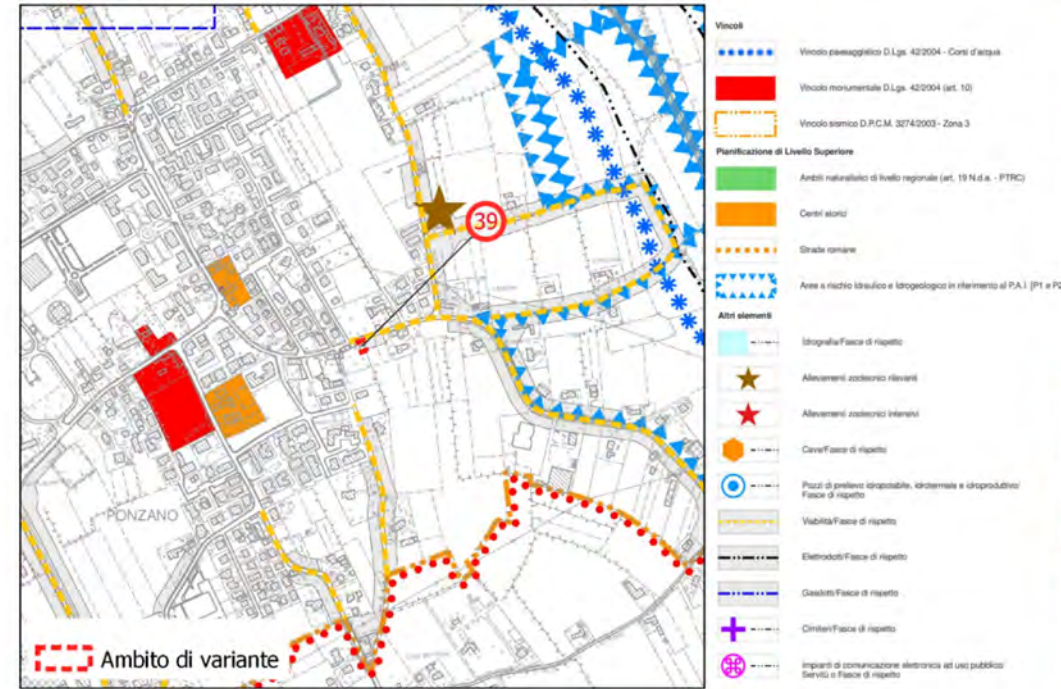 39
PONZANO
Ambito di variante
Vincoli
Vincolo paesaggistico D.Lgs. 42/2004 - Corsi d'acqua
Vincolo monumentale D.Lgs. 42/2004 (art. 10)
Vincolo sismico D.P.C.M. 3274/2003 - Zona 3
Pianificazione di Livello Superiore
Ambiti naturalistici di livello regionale (art. 19 N.d.a. - PTRC)
Centri storici
Strade romane
Aree a rischio Idraulico e Idrogeologico in riferimento al P.A.I. [P1 e P2
Altri elementi
Idrografia/Fasce di rispetto
Allevamenti zootecnici rilevanti
Allevamenti zootecnici intensivi
Cave/Fasce di rispetto
Pozzi di prelievo idropotabile, idrotermale e idroproduttivo/
Fasce di rispetto
Viabilità/Fasce di rispetto
Elettrodotti/Fasce di rispetto
Gasdotti/Fasce di rispetto
Cimiteri/Fasce di rispetto
Impianti di comunicazione elettronica ad uso pubblico/
Servitù o Fasce di rispetto